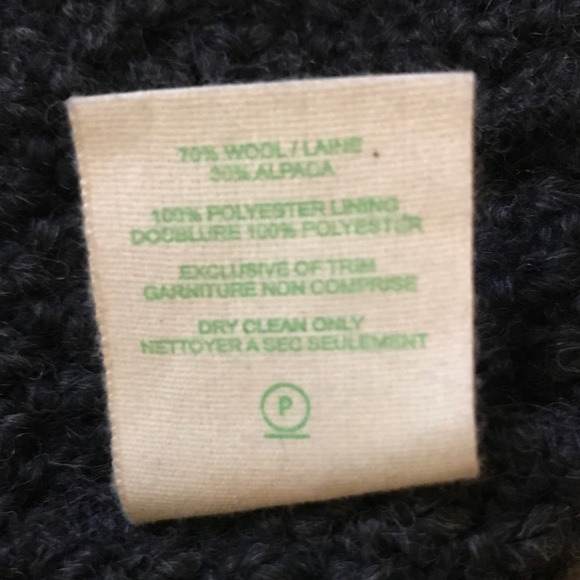 70% WOOL / LAINE
30% ALPACA
100% POLYESTER LINING
DOUBLURE 100% POLYESTER
EXCLUSIVE OF TRIM
GARNITURE NON COMPRISE
DRY CLEAN ONLY
NETTOYER A SEC SEULEMENT
P